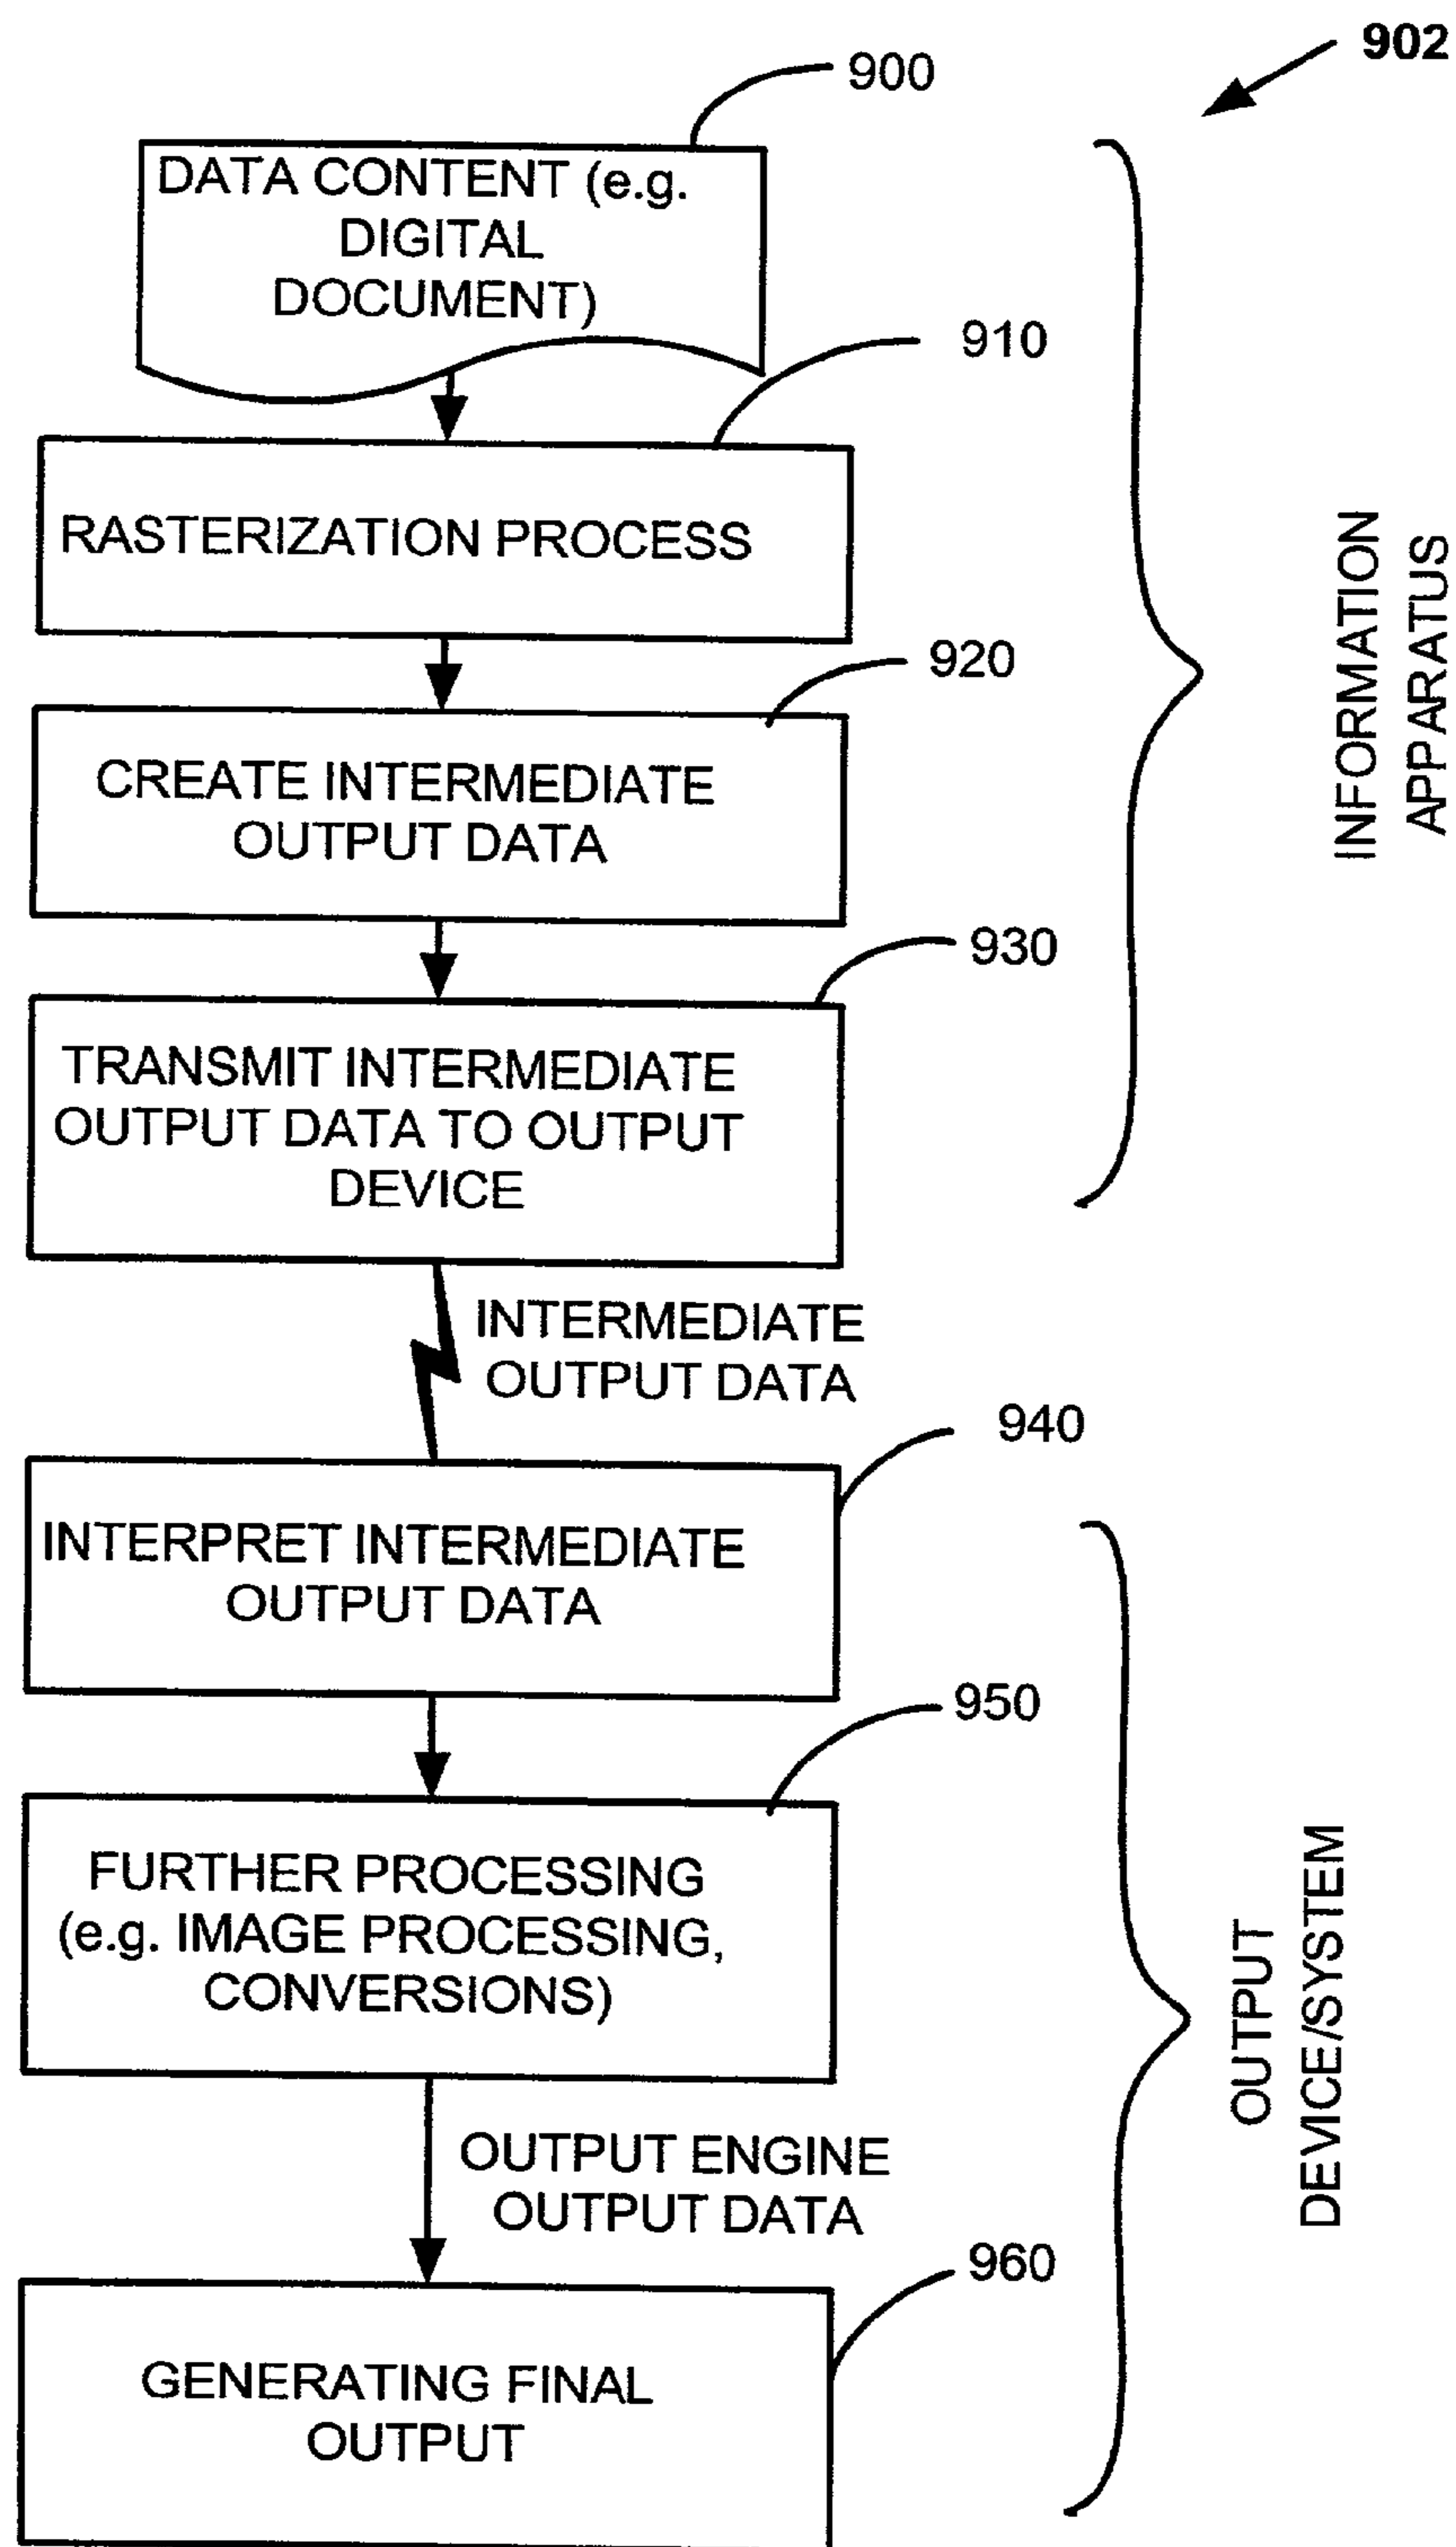 902
900
DATA CONTENT (e.g.
DIGITAL
DOCUMENT)
910
RASTERIZATION PROCESS
920
CREATE INTERMEDIATE
OUTPUT DATA
930
TRANSMIT INTERMEDIATE
OUTPUT DATA TO OUTPUT
DEVICE
INFORMATION
APPARATUS
INTERMEDIATE
OUTPUT DATA
940
INTERPRET INTERMEDIATE
OUTPUT DATA
950
FURTHER PROCESSING
(e.g. IMAGE PROCESSING,
CONVERSIONS)
OUTPUT ENGINE
OUTPUT DATA
960
GENERATING FINAL
OUTPUT
OUTPUT
DEVICE/SYSTEM